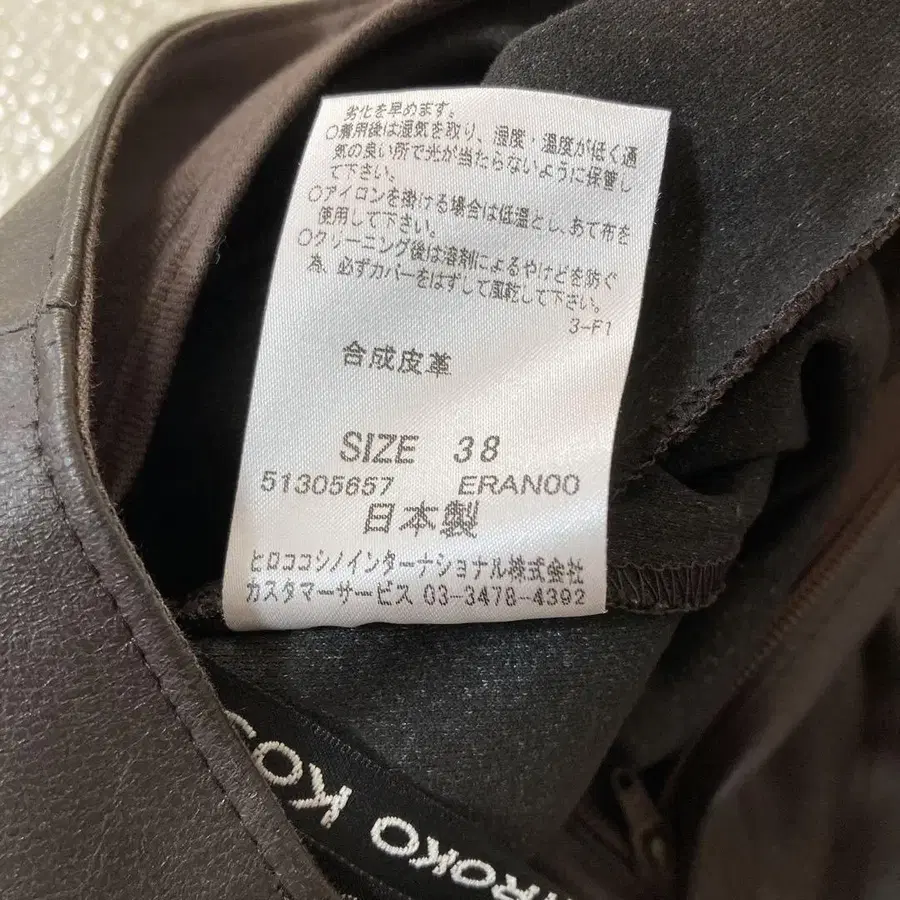 劣化を早めます。
○着用後は湿気を取り、湿度・温度が低く通
気の良い所で光が当たらないように保管し
て下さい。
○アイロンを掛ける場合は低温とし、あて布を
使用して下さい。
○クリーニング後は溶剤によるやけどを防ぐ
為、必ずカバーをはずして風乾して下さい。
3-F1
合成皮革
SIZE 38
51305657 ERAN00
日本製
ヒロココシノインターナショナル株式会社
カスタマーサービス 03-3478-4392
HIROKO KO